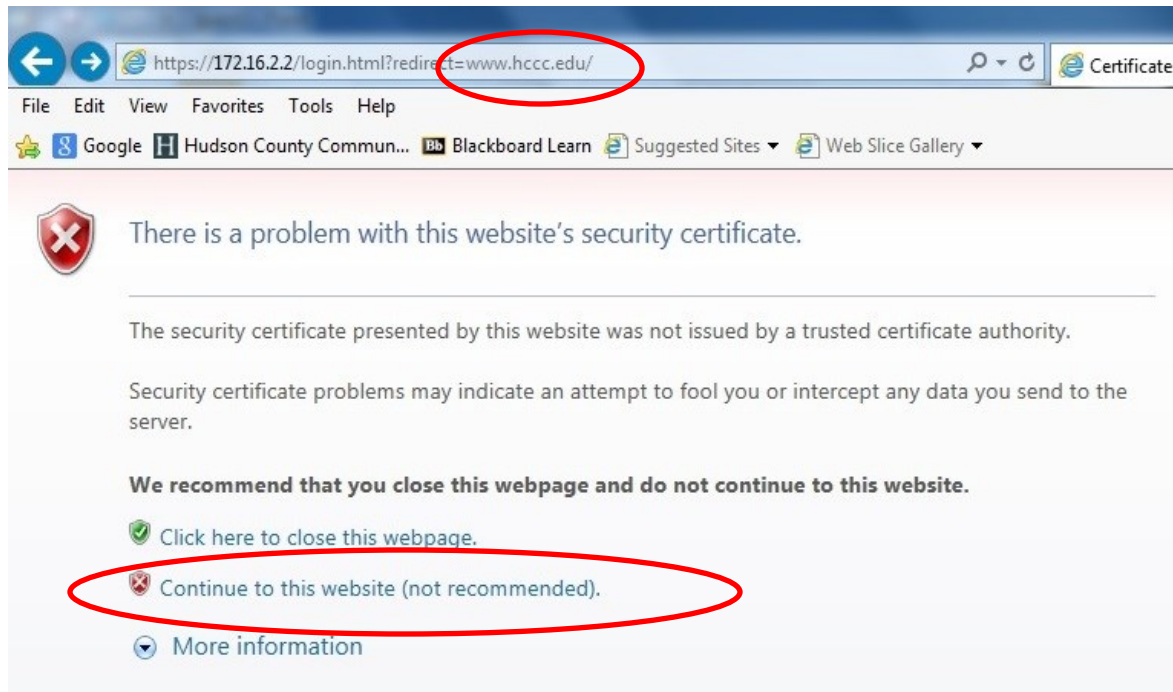 https://172.16.2.2/login.html?redirect=www.hccc.edu/ Certificate
File Edit View Favorites Tools Help
Google Hudson County Commun... Bb Blackboard Learn Suggested Sites Web Slice Gallery
There is a problem with this website's security certificate.
The security certificate presented by this website was not issued by a trusted certificate authority.
Security certificate problems may indicate an attempt to fool you or intercept any data you send to the
server.
We recommend that you close this webpage and do not continue to this website.
Click here to close this webpage.
Continue to this website (not recommended).
More information